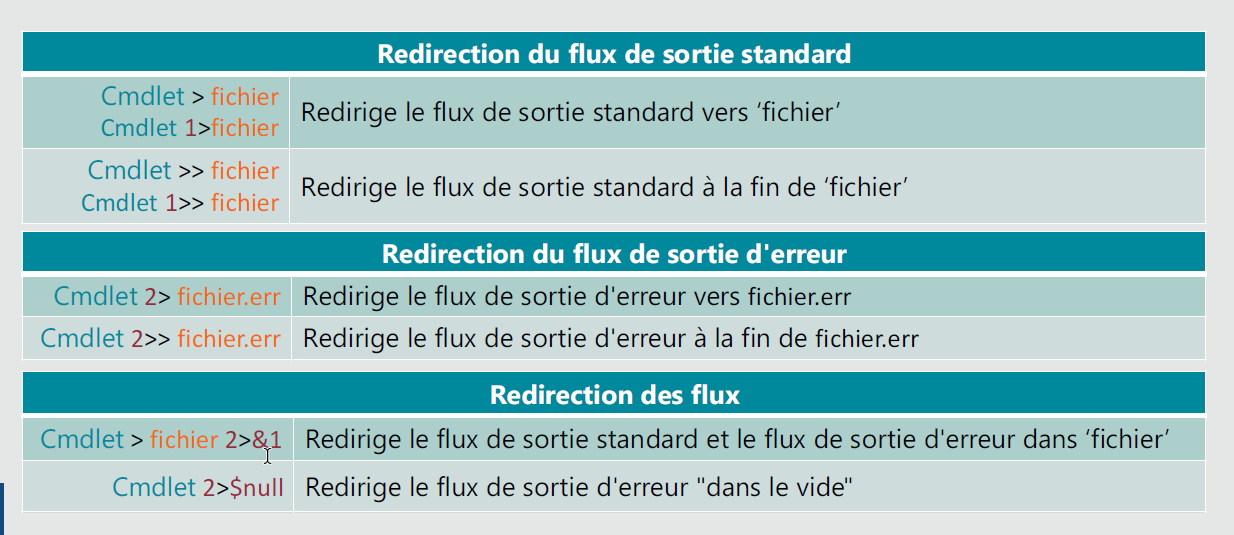 Redirection du flux de sortie standard
Cmdlet > fichier
Cmdlet 1>fichier
Redirige le flux de sortie standard vers ‘fichier’
Cmdlet >> fichier
Cmdlet 1>> fichier
Redirige le flux de sortie standard à la fin de ‘fichier’
Redirection du flux de sortie d'erreur
Cmdlet 2> fichier.err
Redirige le flux de sortie d'erreur vers fichier.err
Cmdlet 2>> fichier.err
Redirige le flux de sortie d'erreur à la fin de fichier.err
Redirection des flux
Cmdlet > fichier 2>&1
Redirige le flux de sortie standard et le flux de sortie d'erreur dans ‘fichier’
Cmdlet 2>$null
Redirige le flux de sortie d'erreur "dans le vide"